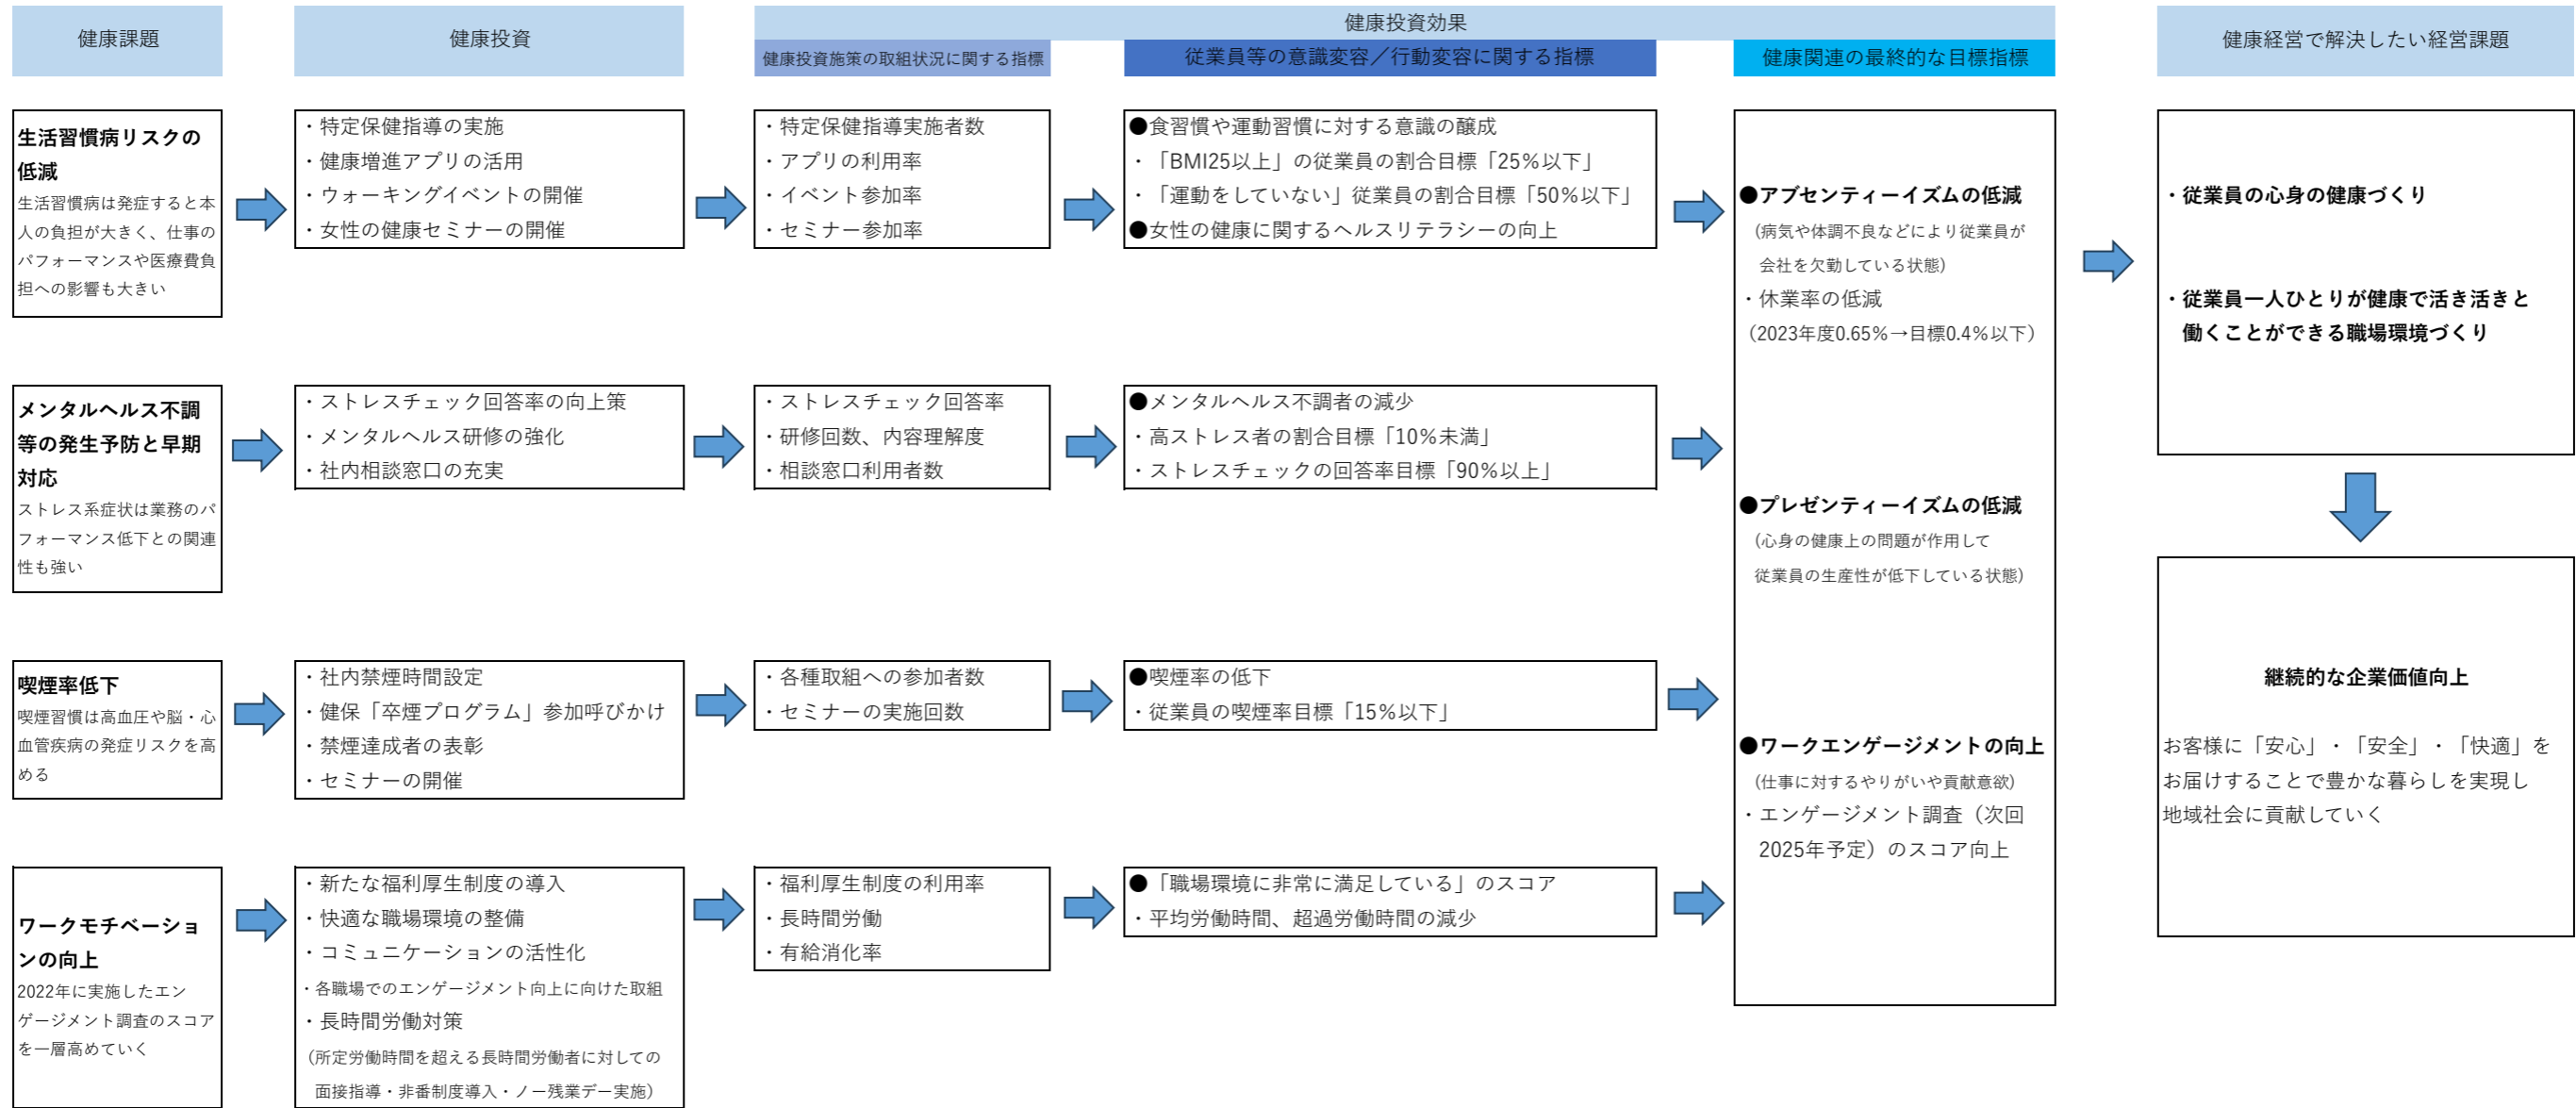 健康課題
健康投資
健康投資効果
健康投資施策の取組状況に関する指標
従業員等の意識変容／行動変容に関する指標
健康関連の最終的な目標指標
健康経営で解決したい経営課題
生活習慣病リスクの
低減
生活習慣病は発症すると本
人の負担が大きく、仕事の
パフォーマンスや医療費負
担への影響も大きい
・特定保健指導の実施
・健康増進アプリの活用
・ウォーキングイベントの開催
・女性の健康セミナーの開催
・特定保健指導実施者数
・アプリの利用率
・イベント参加率
・セミナー参加率
●食習慣や運動習慣に対する意識の醸成
・「BMI25以上」の従業員の割合目標「25％以下」
・「運動をしていない」従業員の割合目標「50％以下」
●女性の健康に関するヘルスリテラシーの向上
メンタルヘルス不調
等の発生予防と早期
対応
ストレス系症状は業務のパ
フォーマンス低下との関連
性も強い
・ストレスチェック回答率の向上策
・メンタルヘルス研修の強化
・社内相談窓口の充実
・ストレスチェック回答率
・研修回数、内容理解度
・相談窓口利用者数
●メンタルヘルス不調者の減少
・高ストレス者の割合目標「10％未満」
・ストレスチェックの回答率目標「90％以上」
喫煙率低下
喫煙習慣は高血圧や脳・心
血管疾病の発症リスクを高
める
・社内禁煙時間設定
・健保「卒煙プログラム」参加呼びかけ
・禁煙達成者の表彰
・セミナーの開催
・各種取組への参加者数
・セミナーの実施回数
●喫煙率の低下
・従業員の喫煙率目標「15％以下」
ワークモチベーショ
ンの向上
2022年に実施したエン
ゲージメント調査のスコア
を一層高めていく
・新たな福利厚生制度の導入
・快適な職場環境の整備
・コミュニケーションの活性化
・各職場でのエンゲージメント向上に向けた取組
・長時間労働対策
（所定労働時間を超える長時間労働者に対しての
面接指導・非番制度導入・ノー残業デー実施）
・福利厚生制度の利用率
・長時間労働
・有給消化率
●「職場環境に非常に満足している」のスコア
・平均労働時間、超過労働時間の減少
●アブセンティーイズムの低減
(病気や体調不良などにより従業員が
会社を欠勤している状態)
・休業率の低減
（2023年度0.65％→目標0.4％以下）
●プレゼンティーイズムの低減
(心身の健康上の問題が作用して
従業員の生産性が低下している状態)
●ワークエンゲージメントの向上
(仕事に対するやりがいや貢献意欲)
・エンゲージメント調査（次回
2025年予定）のスコア向上
・従業員の心身の健康づくり
・従業員一人ひとりが健康で活き活きと
働くことができる職場環境づくり
継続的な企業価値向上
お客様に「安心」・「安全」・「快適」を
お届けすることで豊かな暮らしを実現し
地域社会に貢献していく